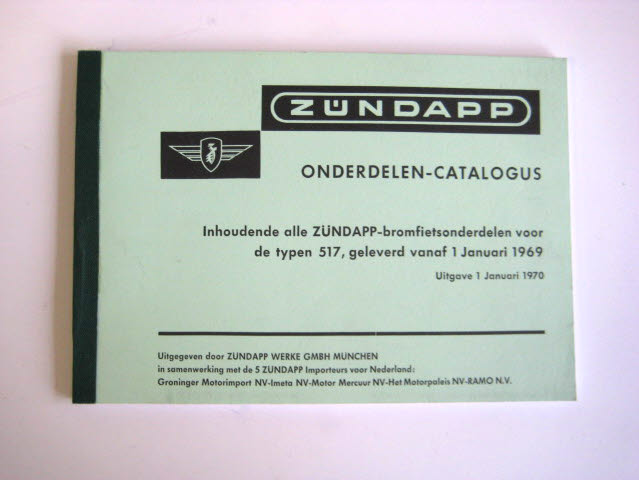 ZÜNDAPP
ONDERDELEN-CATALOGUS
Inhoudende alle ZÜNDAPP-bromfietsonderdelen voor
de typen 517, geleverd vanaf 1 Januari 1969
Uitgave 1 Januari 1970
Uitgegeven door ZÜNDAPP WERKE GMBH MÜNCHEN
in samenwerking met de 5 ZÜNDAPP Importeurs voor Nederland:
Groninger Motorimport NV-Imeta NV-Motor Mercuur NV-Het Motorpaleis NV-RAMO N.V.